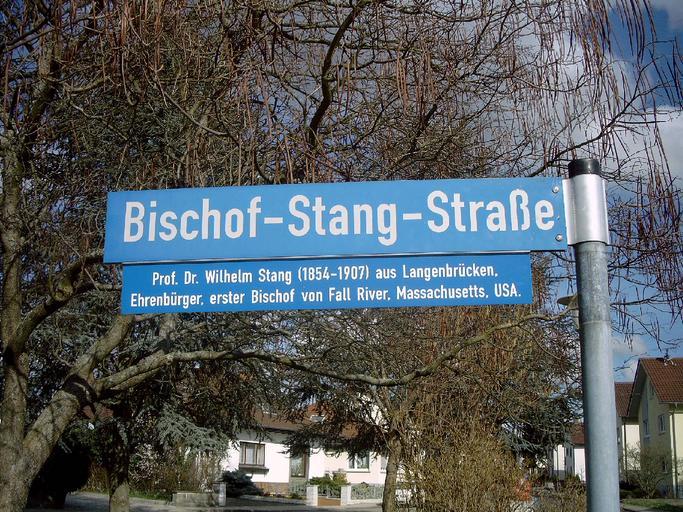 Bischof-Stang-Straße
Prof. Dr. Wilhelm Stang (1854-1907) aus Langenbrücken,
Ehrenbürger, erster Bischof von Fall River, Massachusetts, USA.